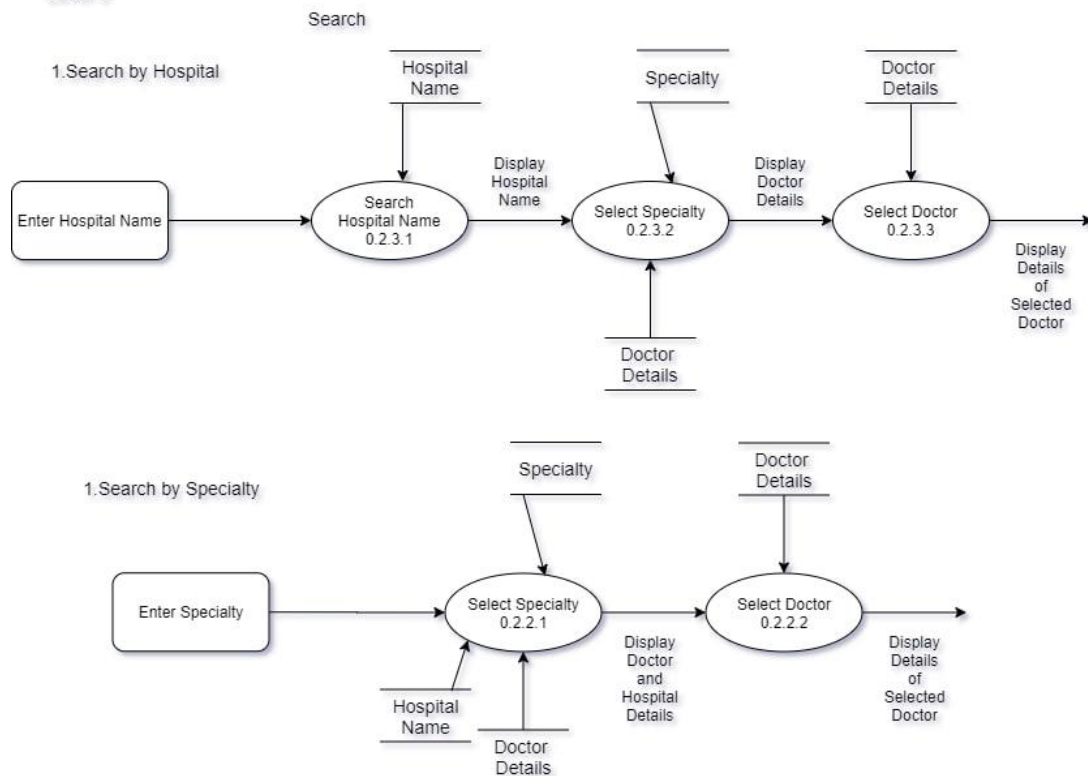 Search
1.Search by Hospital
Hospital
Name
Specialty
Doctor
Details
Enter Hospital Name
Search
Hospital Name
0.2.3.1
Display
Hospital
Name
Select Specialty
0.2.3.2
Display
Doctor
Details
Select Doctor
0.2.3.3
Display
Details
of
Selected
Doctor
Doctor
Details
1.Search by Specialty
Specialty
Doctor
Details
Enter Specialty
Select Specialty
0.2.2.1
Display
Doctor
and
Hospital
Details
Select Doctor
0.2.2.2
Display
Details
of
Selected
Doctor
Hospital
Name
Doctor
Details